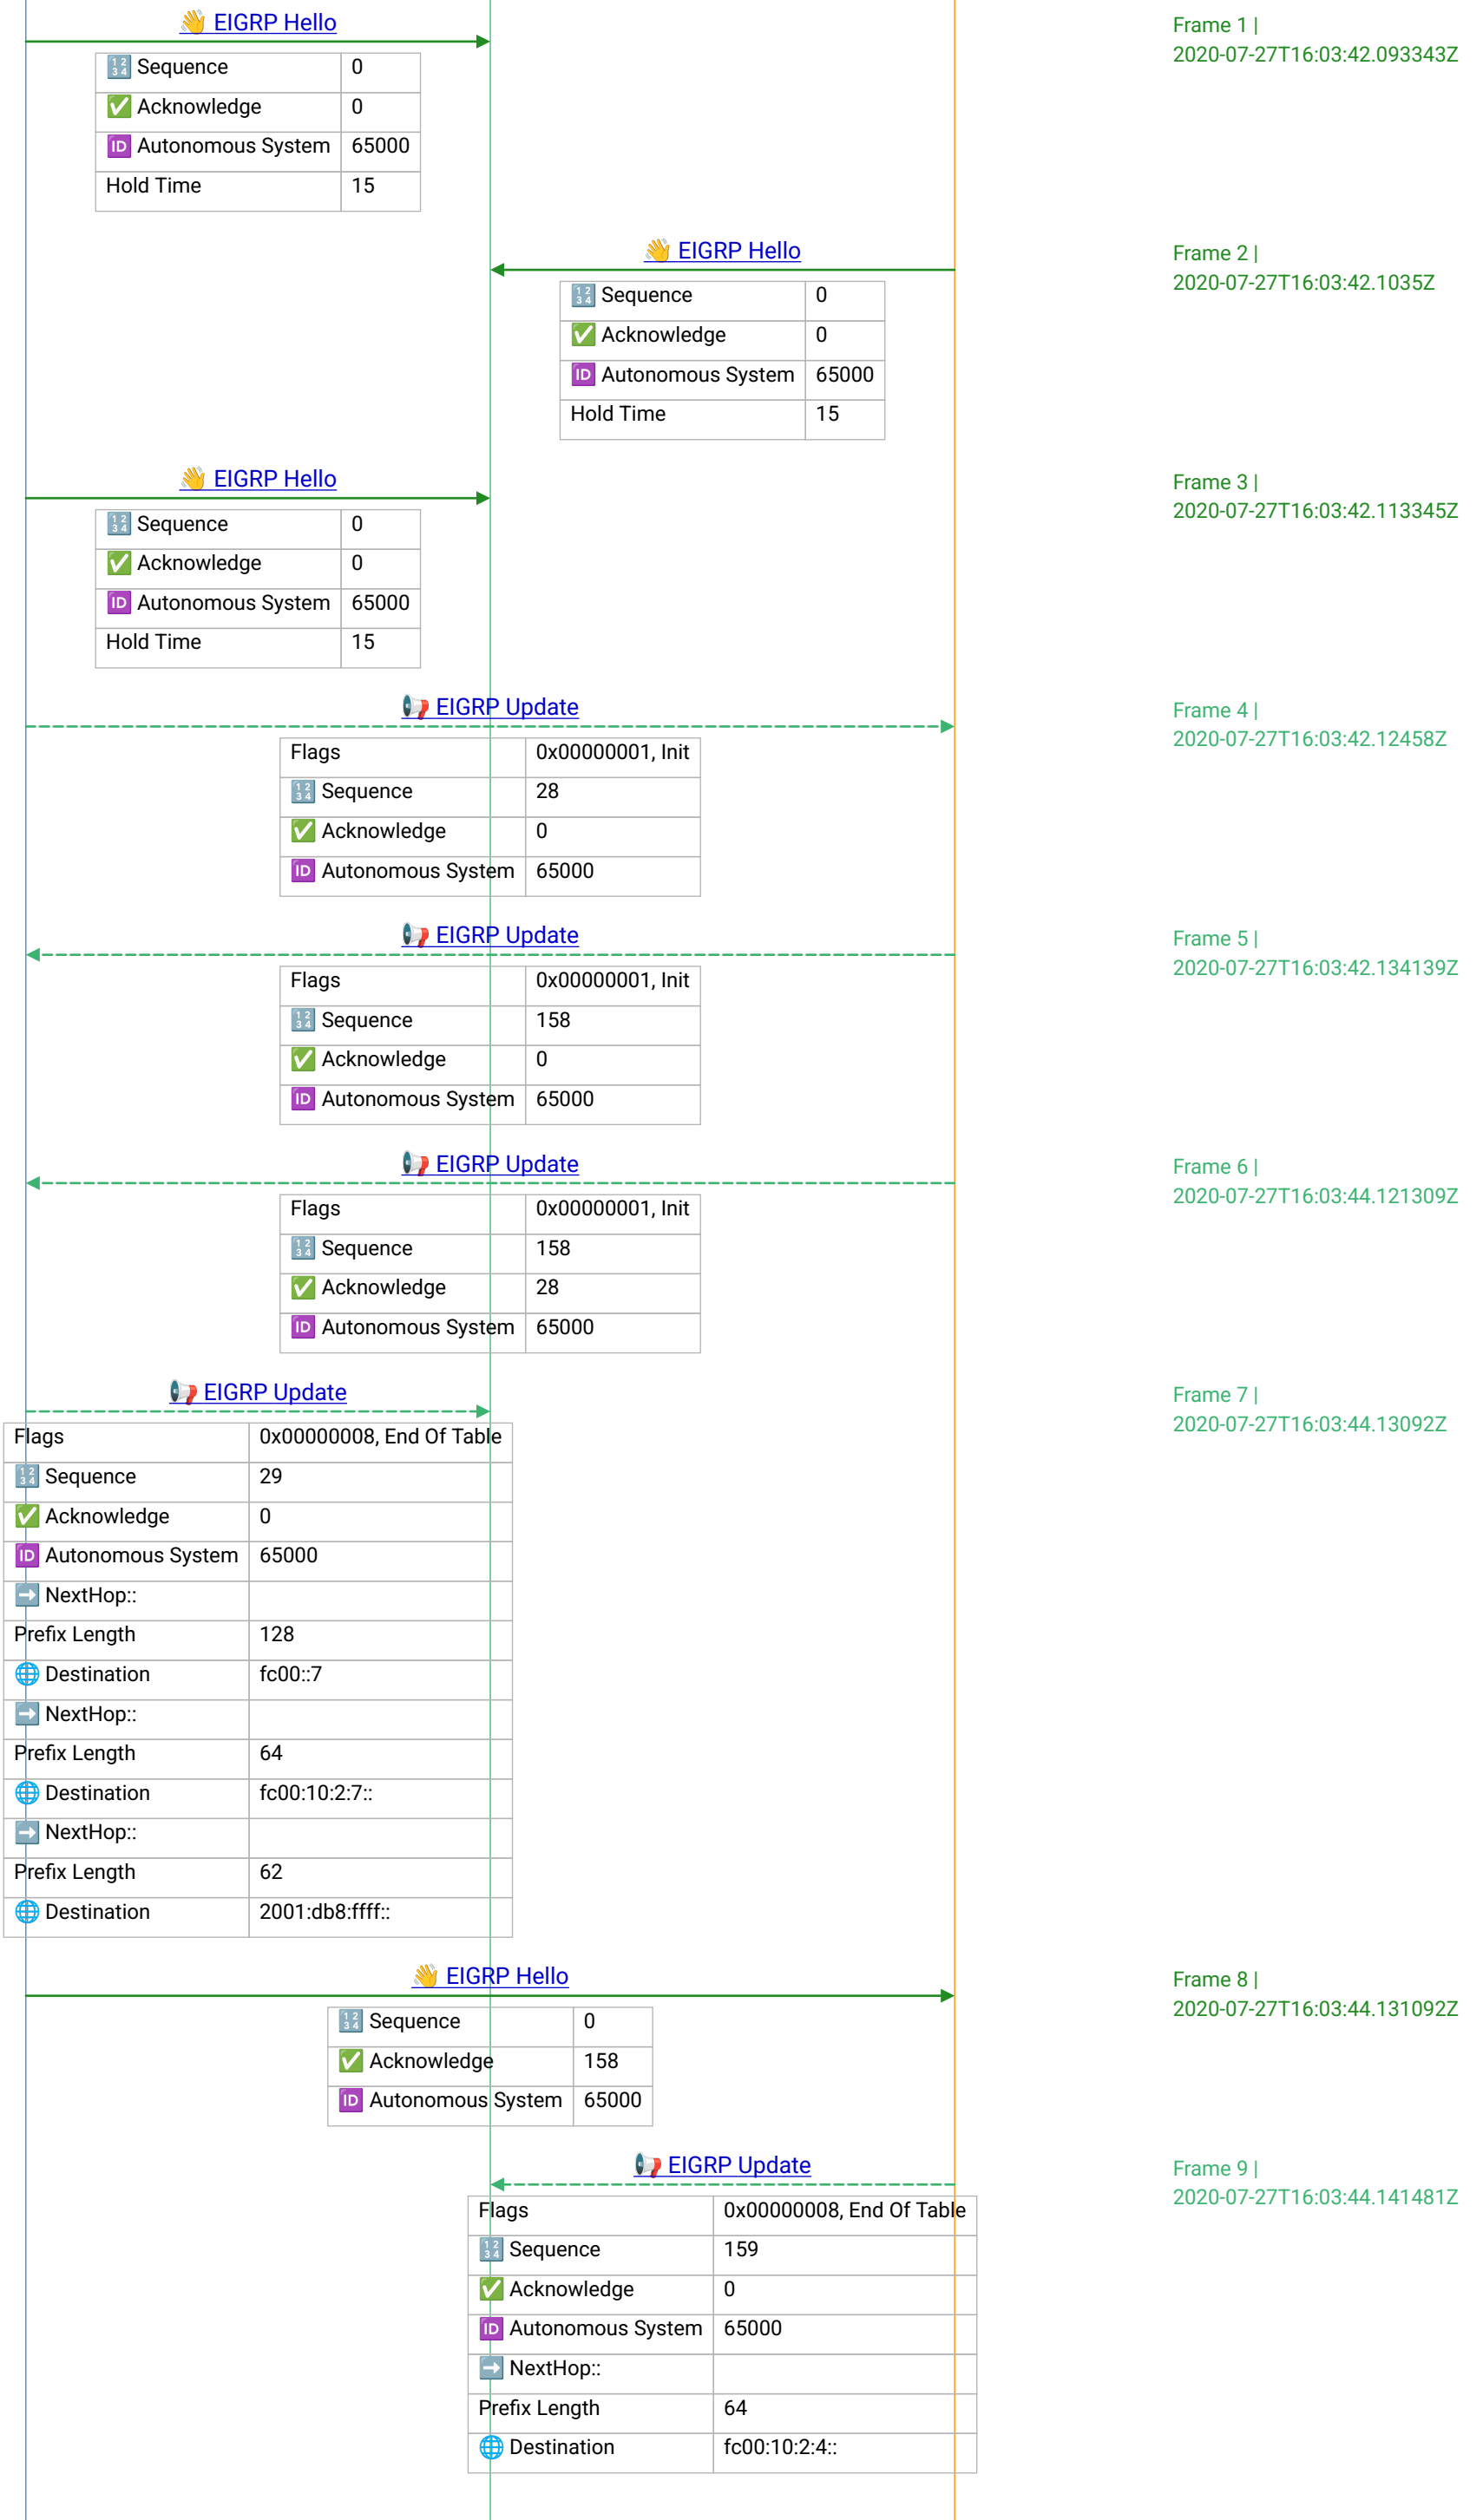 👋 EIGRP Hello
Frame 1 |
2020-07-27T16:03:42.093343Z
🔢 Sequence 0
✅ Acknowledge 0
🆔 Autonomous System 65000
Hold Time 15
👋 EIGRP Hello
Frame 2 |
2020-07-27T16:03:42.1035Z
🔢 Sequence 0
✅ Acknowledge 0
🆔 Autonomous System 65000
Hold Time 15
👋 EIGRP Hello
Frame 3 |
2020-07-27T16:03:42.113345Z
🔢 Sequence 0
✅ Acknowledge 0
🆔 Autonomous System 65000
Hold Time 15
📢 EIGRP Update
Frame 4 |
2020-07-27T16:03:42.12458Z
Flags 0x00000001, Init
🔢 Sequence 28
✅ Acknowledge 0
🆔 Autonomous System 65000
📢 EIGRP Update
Frame 5 |
2020-07-27T16:03:42.134139Z
Flags 0x00000001, Init
🔢 Sequence 158
✅ Acknowledge 0
🆔 Autonomous System 65000
📢 EIGRP Update
Frame 6 |
2020-07-27T16:03:44.121309Z
Flags 0x00000001, Init
🔢 Sequence 158
✅ Acknowledge 28
🆔 Autonomous System 65000
📢 EIGRP Update
Frame 7 |
2020-07-27T16:03:44.13092Z
Flags 0x00000008, End Of Table
🔢 Sequence 29
✅ Acknowledge 0
🆔 Autonomous System 65000
➡️ NextHop::
Prefix Length 128
🌐 Destination fc00::7
➡️ NextHop::
Prefix Length 64
🌐 Destination fc00:10:2:7::
➡️ NextHop::
Prefix Length 62
🌐 Destination 2001:db8:ffff::
👋 EIGRP Hello
Frame 8 |
2020-07-27T16:03:44.131092Z
🔢 Sequence 0
✅ Acknowledge 158
🆔 Autonomous System 65000
📢 EIGRP Update
Frame 9 |
2020-07-27T16:03:44.141481Z
Flags 0x00000008, End Of Table
🔢 Sequence 159
✅ Acknowledge 0
🆔 Autonomous System 65000
➡️ NextHop::
Prefix Length 64
🌐 Destination fc00:10:2:4::